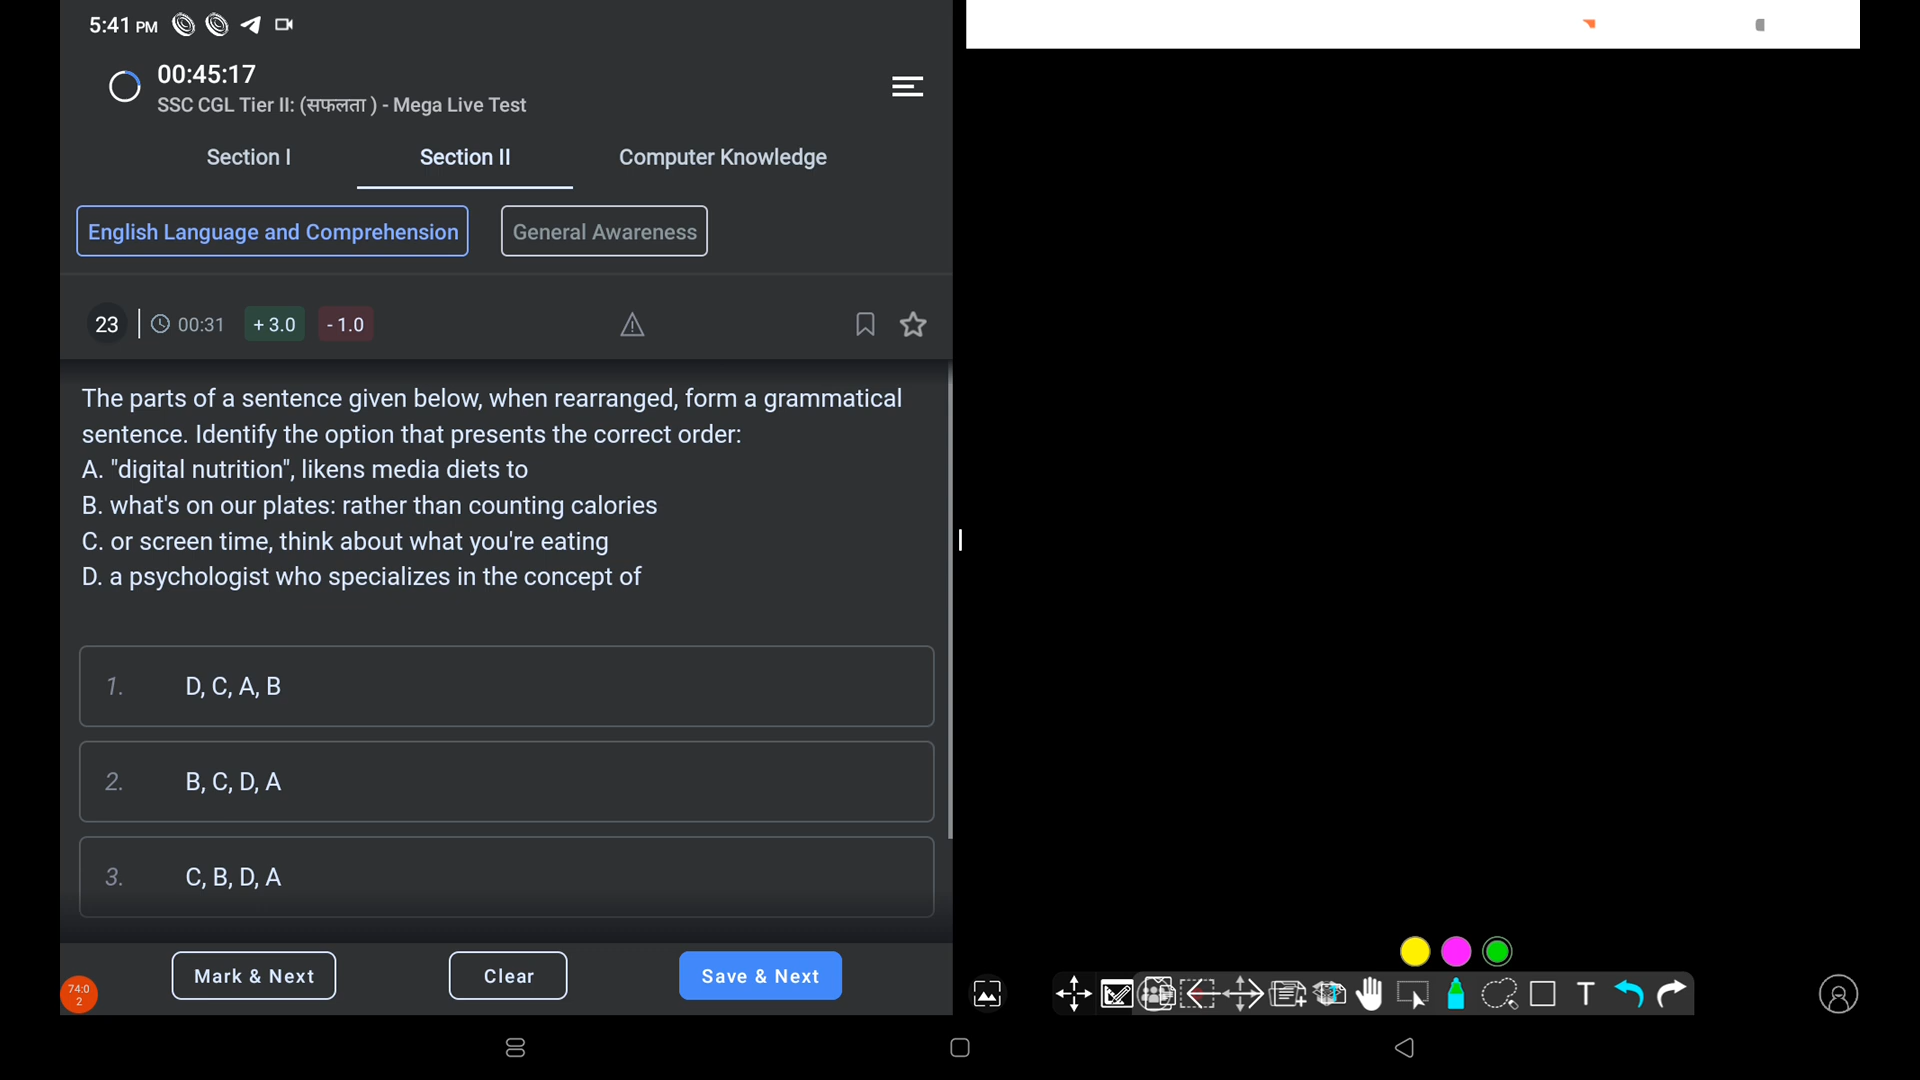 5:41 PM
00:45:17
SSC CGL Tier II: (सफलता ) - Mega Live Test
Section I
Section II
Computer Knowledge
English Language and Comprehension
General Awareness
23
00:31
+ 3.0
- 1.0
The parts of a sentence given below, when rearranged, form a grammatical
sentence. Identify the option that presents the correct order:
A. "digital nutrition", likens media diets to
B. what's on our plates: rather than counting calories
C. or screen time, think about what you're eating
D. a psychologist who specializes in the concept of
1. D, C, A, B
2. B, C, D, A
3. C, B, D, A
Mark & Next
Clear
Save & Next
74:0
2
T